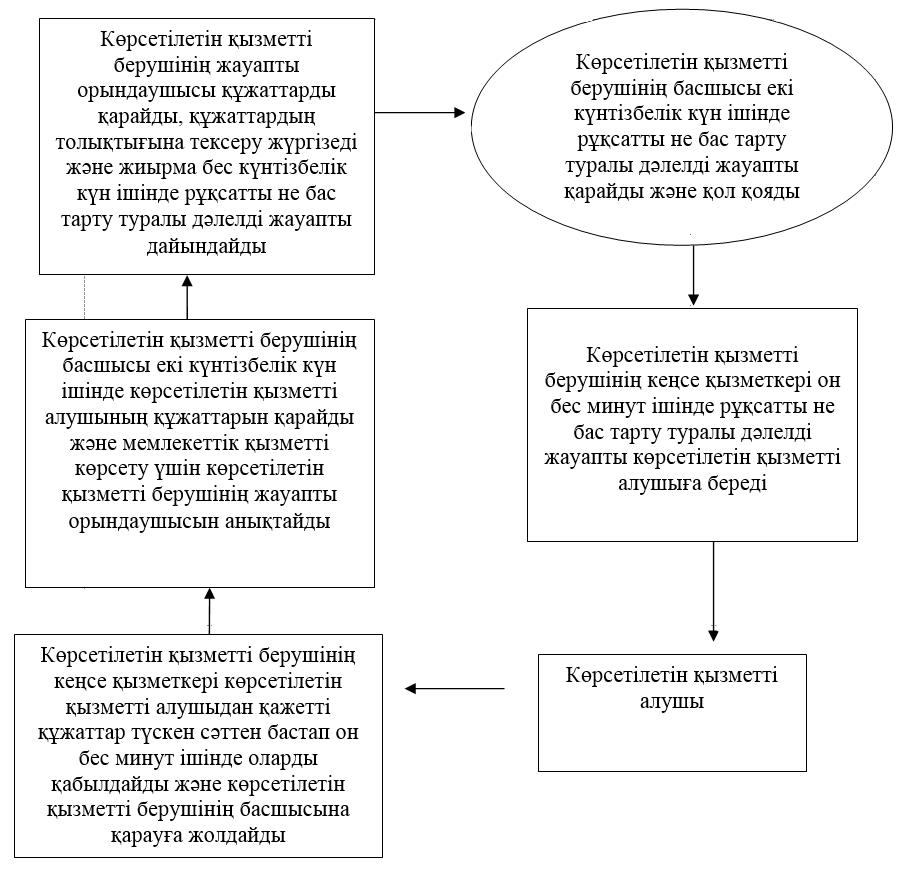 Көрсетілетін қызметті
берушінің жауапты
орындаушысы құжаттарды
қарайды, құжаттардың
толықтығына тексеру жүргізеді
және жиырма бес күнтізбелік
күн ішінде рұқсатты не бас
тарту туралы дәлелді жауапты
дайындайды
Көрсетілетін қызметті
берушінің басшысы екі
күнтізбелік күн ішінде
рұқсатты не бас тарту
туралы дәлелді жауапты
қарайды және қол қояды
Көрсетілетін қызметті берушінің
басшысы екі күнтізбелік күн
ішінде көрсетілетін қызметті
алушының құжаттарын қарайды
және мемлекеттік қызметті
көрсету үшін көрсетілетін
қызметті берушінің жауапты
орындаушысын анықтайды
Көрсетілетін қызметті
берушінің кеңсе қызметкері он
бес минут ішінде рұқсатты не
бас тарту туралы дәлелді
жауапты көрсетілетін қызметті
алушыға береді
Көрсетілетін қызметті берушінің
кеңсе қызметкері көрсетілетін
қызметті алушыдан қажетті
құжаттар түскен сәттен бастап он
бес минут ішінде оларды
қабылдайды және көрсетілетін
қызметті берушінің басшысына
қарауға жолдайды
Көрсетілетін қызметті
алушы